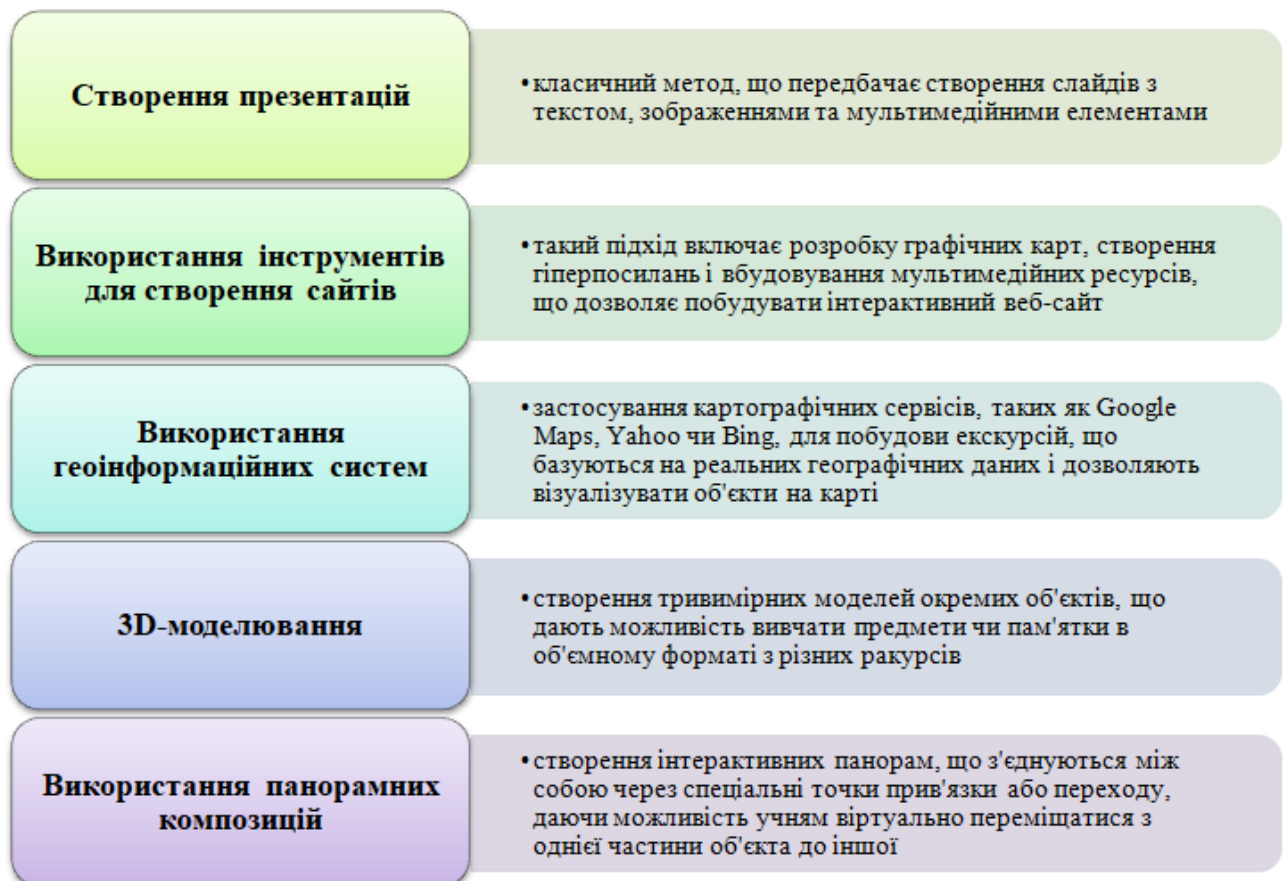 Створення презентацій
•класичний метод, що передбачає створення слайдів з
текстом, зображеннями та мультимедійними елементами
Використання інструментів
для створення сайтів
•такий підхід включає розробку графічних карт, створення
гіперпосилань і вбудовування мультимедійних ресурсів,
що дозволяє побудувати інтерактивний веб-сайт
Використання
геоінформаційних систем
•застосування картографічних сервісів, таких як Google
Maps, Yahoo чи Bing, для побудови екскурсій, що
базуються на реальних географічних даних і дозволяють
візуалізувати об'єкти на карті
3D-моделювання
•створення тривимірних моделей окремих об'єктів, що
дають можливість вивчати предмети чи пам'ятки в
об'ємному форматі з різних ракурсів
Використання панорамних
композицій
•створення інтерактивних панорам, що з'єднуються між
собою через спеціальні точки прив'язки або переходу,
даючи можливість учням віртуально переміщатися з
однієї частини об'єкта до іншої